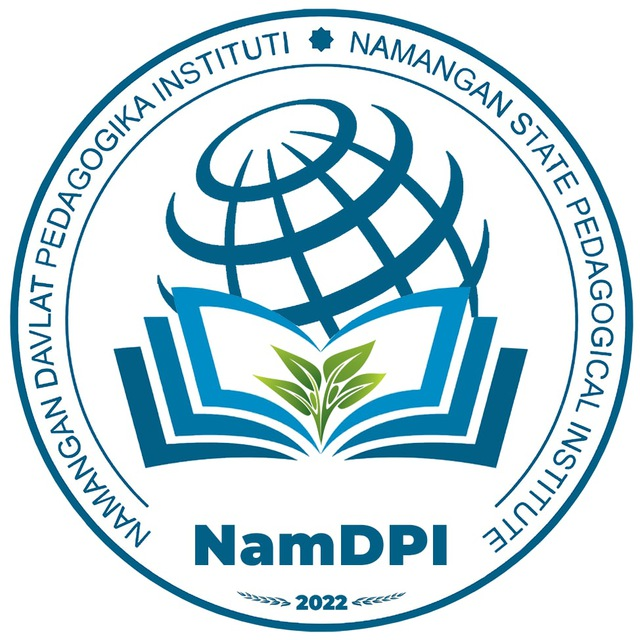 NAMANGAN DAVLAT PEDAGOGIKA INSTITUTI
NAMANGAN STATE PEDAGOGICAL INSTITUTE
NamDPI
2022